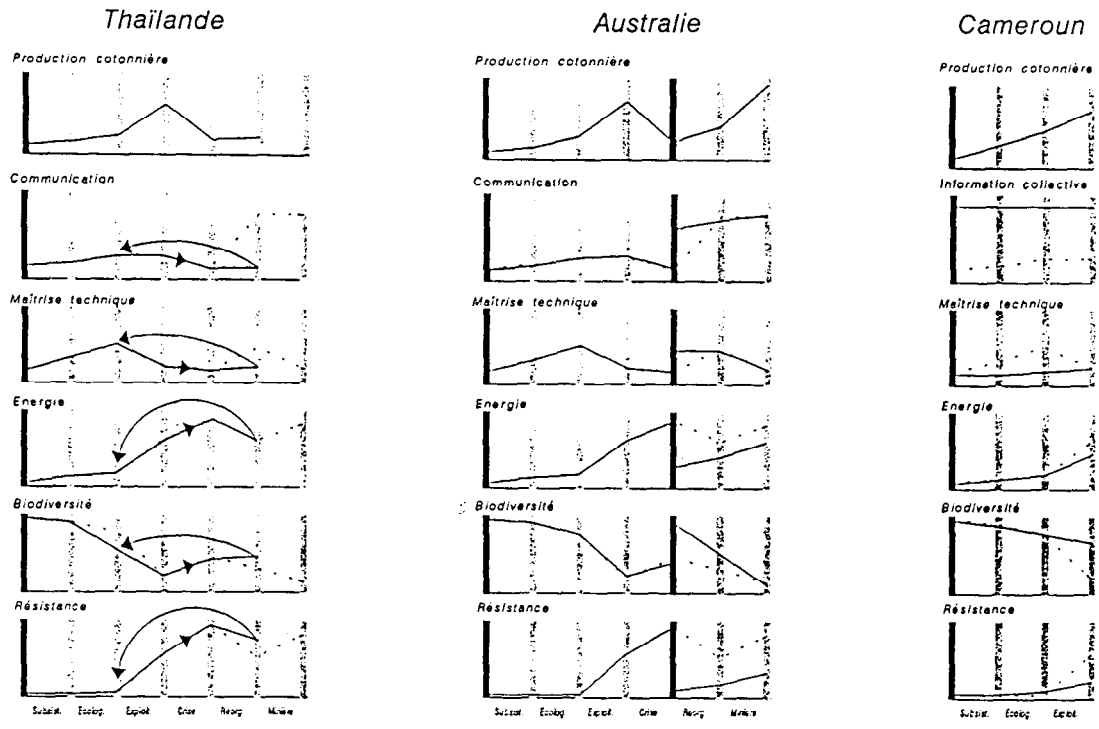 Thaïlande
Production cotonnière
Communication
Maîtrise technique
Energie
Biodiversité
Résistance
Subsist. Ecolog. Exploit. Crise Réorg. Minière
Australie
Production cotonnière
Communication
Maîtrise technique
Energie
Biodiversité
Résistance
Subsist. Ecolog. Exploit. Crise Réorg. Minière
Cameroun
Production cotonnière
Information collective
Maîtrise technique
Energie
Biodiversité
Résistance
Subsist. Ecolog. Exploit.